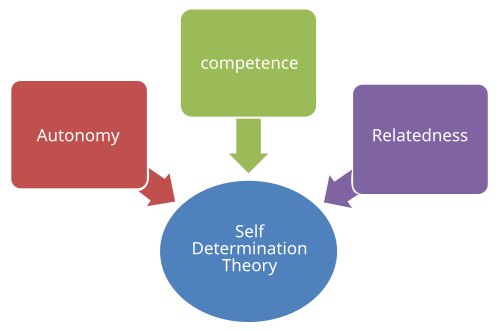 competence
Autonomy
Relatedness
Self
Determination
Theory